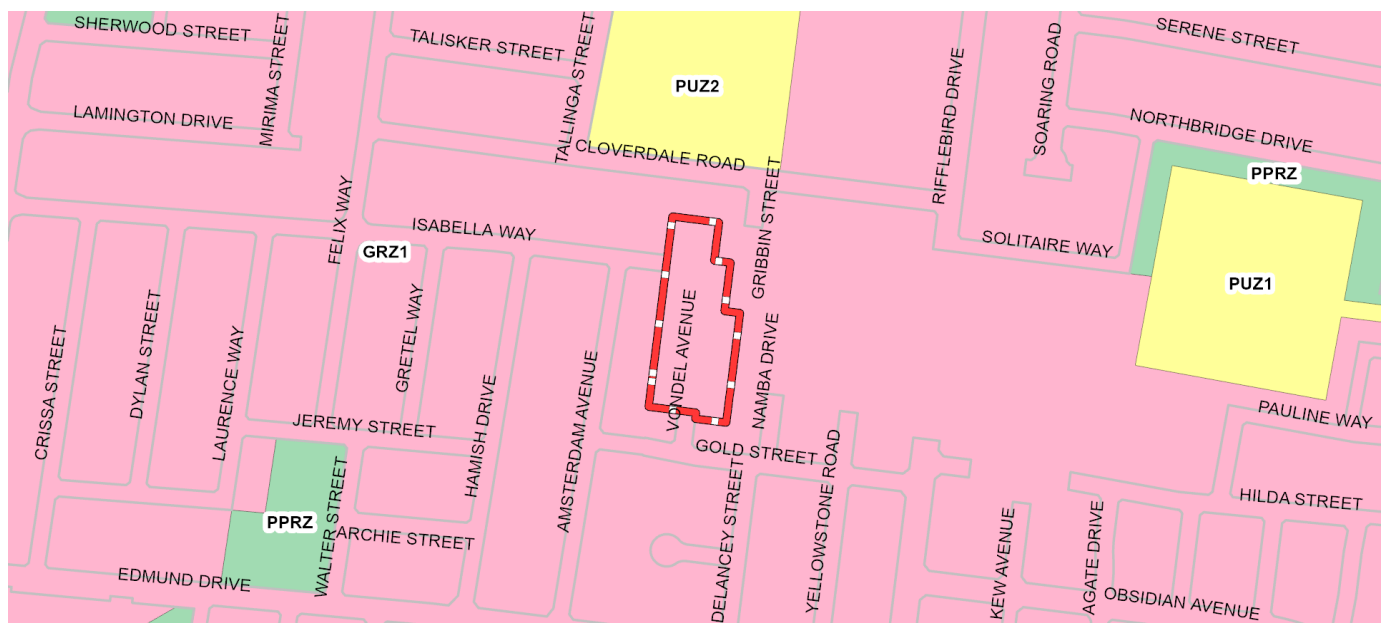 SHERWOOD STREET
MIRIMA STREET
TALISKER STREET
TALLINGA STREET
PUZ2
RIFFLEBIRD DRIVE
SOARING ROAD
SERENE STREET
LAMINGTON DRIVE
CLOVERDALE ROAD
NORTHBRIDGE DRIVE
PPRZ
FELIX WAY
ISABELLA WAY
GRIBBIN STREET
SOLITAIRE WAY
GRZ1
PUZ1
CRISSA STREET
DYLAN STREET
LAURENCE WAY
GRETEL WAY
VONDEL AVENUE
NAMBA DRIVE
HAMISH DRIVE
AMSTERDAM AVENUE
JEREMY STREET
PAULINE WAY
GOLD STREET
DELANCEY STREET
YELLOWSTONE ROAD
HILDA STREET
PPRZ
WALTER STREET
ARCHIE STREET
KEW AVENUE
AGATE DRIVE
EDMUND DRIVE
OBSIDIAN AVENUE